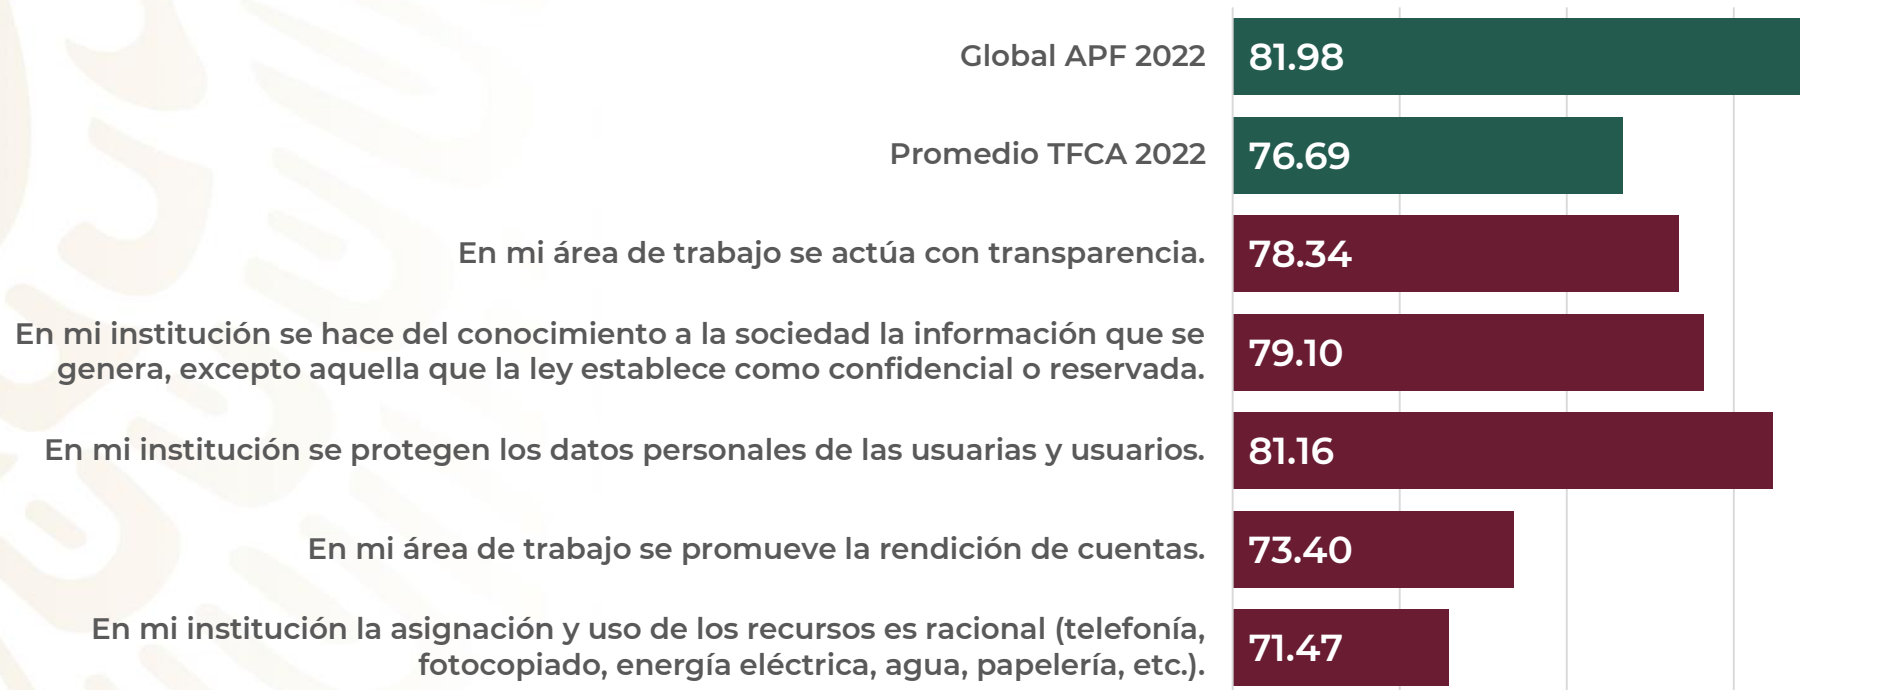 Global APF 2022 81.98
Promedio TFCA 2022 76.69
En mi área de trabajo se actúa con transparencia. 78.34
En mi institución se hace del conocimiento a la sociedad la información que se
genera, excepto aquella que la ley establece como confidencial o reservada. 79.10
En mi institución se protegen los datos personales de las usuarias y usuarios. 81.16
En mi área de trabajo se promueve la rendición de cuentas. 73.40
En mi institución la asignación y uso de los recursos es racional (telefonía,
fotocopiado, energía eléctrica, agua, papelería, etc.). 71.47